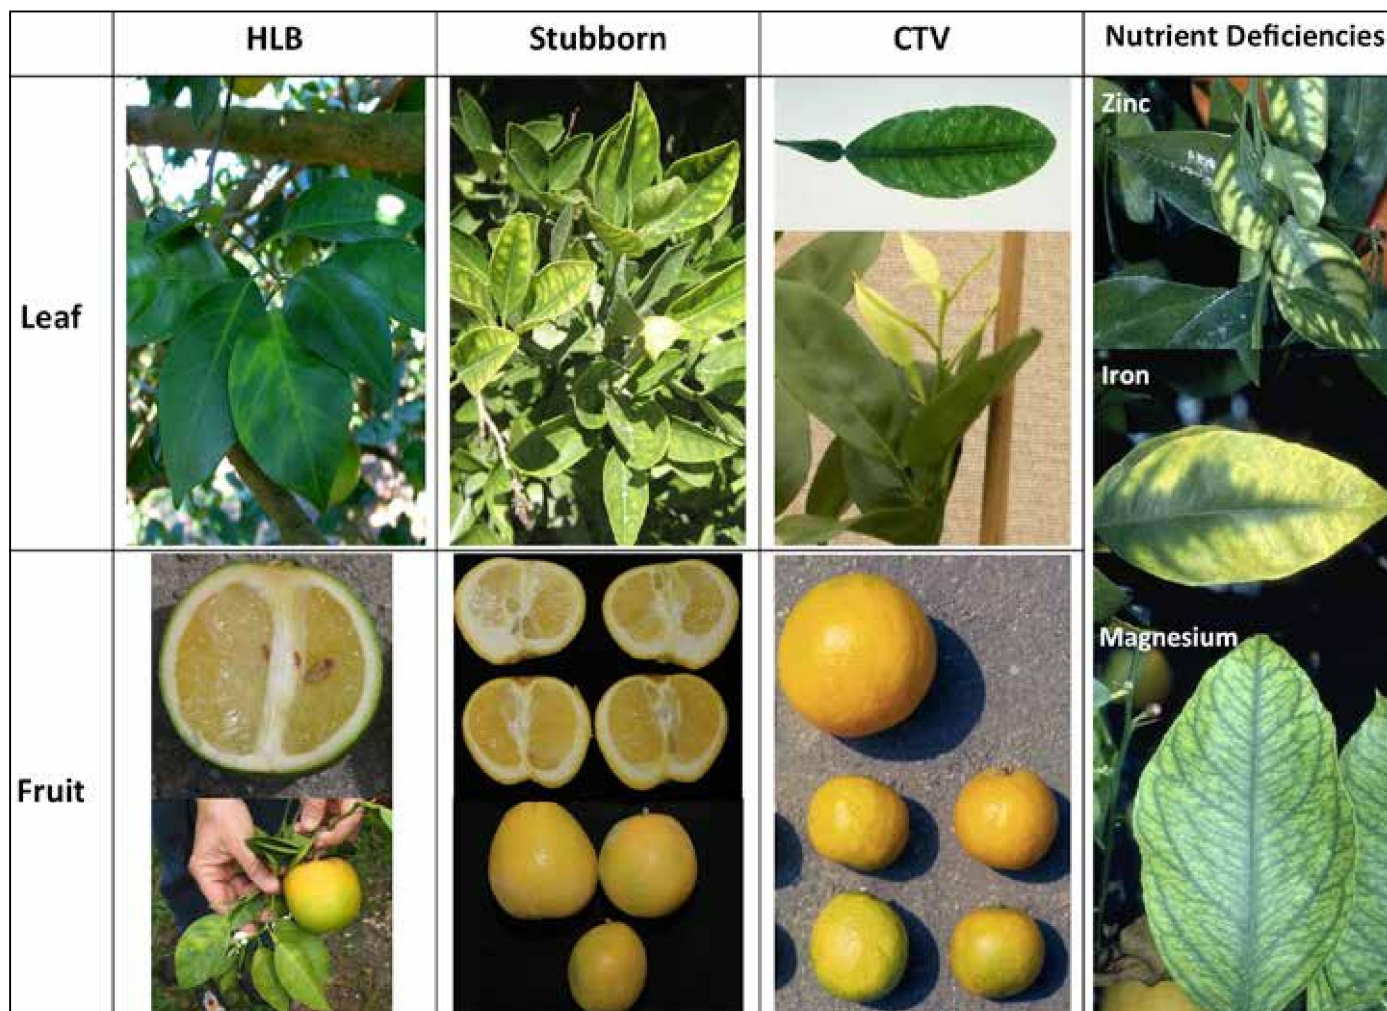 HLB
Stubborn
CTV
Nutrient Deficiencies
Leaf
Zinc
Iron
Magnesium
Fruit